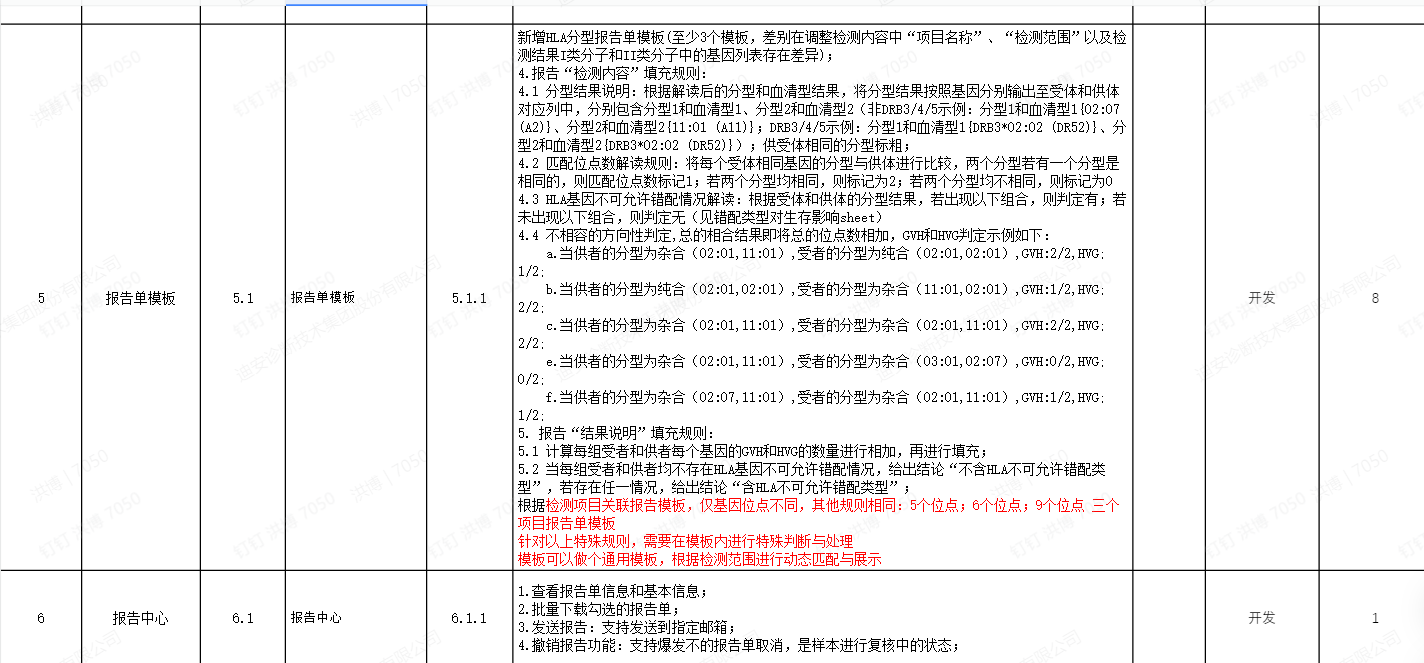 新增HLA分型报告单模板(至少3个模板，差别在调整检测内容中“项目名称”、“检测范围”以及检
测结果I类分子和II类分子中的基因列表存在差异);
4.报告“检测内容”填充规则:
4.1 分型结果说明: 根据解读后的分型和血清型结果，将分型结果按照基因分别输出至受体和供体
对应列中，分别包含分型1和血清型1、分型2和血清型2（非DRB3/4/5示例: 分型1和血清型1{02:07
(A2)}、分型2和血清型2{11:01 (A11)}; DRB3/4/5示例: 分型1和血清型1{DRB3*02:02 (DR52)}、分
型2和血清型2{DRB3*02:02 (DR52)}）; 供受体相同的分型标粗;
4.2 匹配位点数解读规则: 将每个受体相同基因的分型与供体进行比较，两个分型若有一个分型是
相同的，则匹配位点数标记1; 若两个分型均相同，则标记为2; 若两个分型均不相同，则标记为0
4.3 HLA基因不可允许错配情况解读: 根据受体和供体的分型结果，若出现以下组合，则判定有; 若
未出现以下组合，则判定无（见错配类型对生存影响sheet）
4.4 不相容的方向性判定,总的相合结果即将总的位点数相加，GVH和HVG判定示例如下:
a.当供者的分型为杂合（02:01,11:01）,受者的分型为纯合（02:01,02:01）,GVH:2/2,HVG:
1/2;
b.当供者的分型为纯合（02:01,02:01）,受者的分型为杂合（11:01,02:01）,GVH:1/2,HVG:
2/2;
c.当供者的分型为杂合（02:01,11:01）,受者的分型为杂合（02:01,11:01）,GVH:2/2,HVG:
2/2;
e.当供者的分型为杂合（02:01,11:01）,受者的分型为杂合（03:01,02:07）,GVH:0/2,HVG:
0/2;
f.当供者的分型为杂合（02:07,11:01）,受者的分型为杂合（02:01,11:01）,GVH:1/2,HVG:
1/2;
5. 报告“结果说明”填充规则:
5.1 计算每组受者和供者每个基因的GVH和HVG的数量进行相加，再进行填充;
5.2 当每组受者和供者均不存在HLA基因不可允许错配情况，给出结论“不含HLA不可允许错配类
型”，若存在任一情况，给出结论“含HLA不可允许错配类型”;
根据检测项目关联报告模板，仅基因位点不同，其他规则相同: 5个位点; 6个位点; 9个位点 三个
项目报告单模板
针对以上特殊规则，需要在模板内进行特殊判断与处理
模板可以做个通用模板，根据检测范围进行动态匹配与展示
5 报告单模板 5.1 报告单模板 5.1.1 开发 8
1.查看报告单信息和基本信息;
2.批量下载勾选的报告单;
3.发送报告: 支持发送到指定邮箱;
4.撤销报告功能: 支持爆发不的报告单取消，是样本进行复核中的状态;
6 报告中心 6.1 报告中心 6.1.1 开发 1